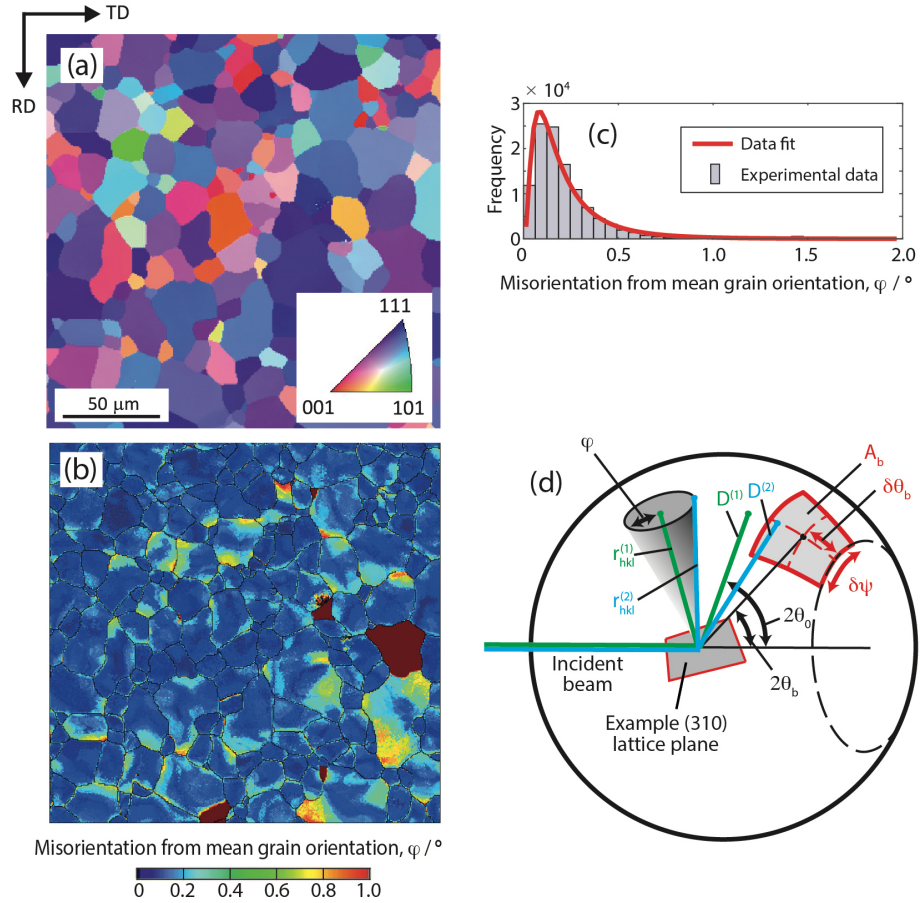 TD
RD
(a)
50 μm
111
001
101
(b)
Misorientation from mean grain orientation, φ / °
0 0.2 0.4 0.6 0.8 1.0
× 10⁴
(c)
Frequency
3
2
1
0
Data fit
Experimental data
0 0.5 1.0 1.5 2.0
Misorientation from mean grain orientation, φ / °
(d)
φ
A_b
D⁽¹⁾
D⁽²⁾
δθ_b
r_hkl⁽¹⁾
r_hkl⁽²⁾
δψ
2θ₀
2θ_b
Incident
beam
Example (310)
lattice plane